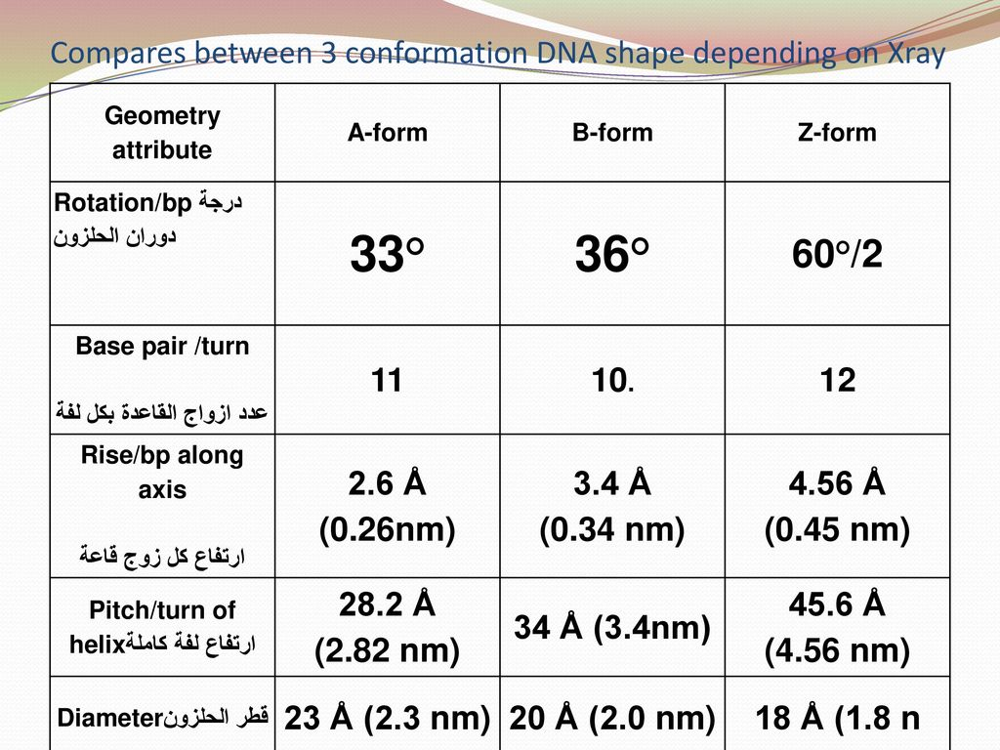 Compares between 3 conformation DNA shape depending on Xray
Geometry
attribute
A-form
B-form
Z-form
Rotation/bp درجة
دوران الحلزون
33°
36°
60°/2
Base pair /turn
عدد ازواج القاعدة بكل لفة
11
10.
12
Rise/bp along
axis
ارتفاع كل زوج قاعة
2.6 Å
(0.26nm)
3.4 Å
(0.34 nm)
4.56 Å
(0.45 nm)
Pitch/turn of
helixارتفاع لفة كاملة
28.2 Å
(2.82 nm)
34 Å (3.4nm)
45.6 Å
(4.56 nm)
Diameterقطر الحلزون
23 Å (2.3 nm)
20 Å (2.0 nm)
18 Å (1.8 n